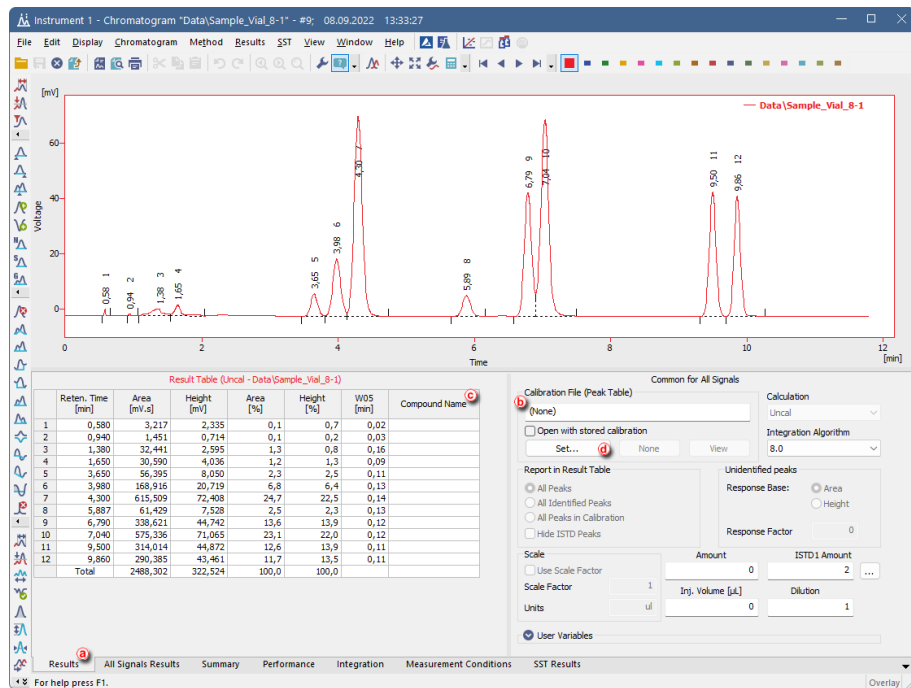 Instrument 1 - Chromatogram "Data\Sample_Vial_8-1" - #9; 08.09.2022 13:33:27
File Edit Display Chromatogram Method Results SST View Window Help
[mV]
Data\Sample_Vial_8-1
60
40
20
0
Voltage
0,58 1
0,94 2
1,38 3
1,65 4
3,65 5
3,98 6
4,30 7
5,89 8
6,79 9
7,04 10
9,50 11
9,86 12
0 2 4 6 8 10 12
Time
[min]
Result Table (Uncal - Data\Sample_Vial_8-1)
Reten. Time [min] Area [mV.s] Height [mV] Area [%] Height [%] W05 [min] Compound Name c
1 0,580 3,217 2,335 0,1 0,7 0,02
2 0,940 1,451 0,714 0,1 0,2 0,03
3 1,380 32,441 2,595 1,3 0,8 0,16
4 1,650 30,590 4,036 1,2 1,3 0,09
5 3,650 56,395 8,050 2,3 2,5 0,11
6 3,980 168,916 20,719 6,8 6,4 0,13
7 4,300 615,509 72,408 24,7 22,5 0,14
8 5,887 61,429 7,528 2,5 2,3 0,13
9 6,790 338,621 44,742 13,6 13,9 0,12
10 7,040 575,336 71,065 23,1 22,0 0,12
11 9,500 314,014 44,872 12,6 13,9 0,11
12 9,860 290,385 43,461 11,7 13,5 0,11
Total 2488,302 322,524 100,0 100,0
Common for All Signals
Calibration File (Peak Table)
b
(None)
Open with stored calibration
Set... d None View
Calculation
Uncal
Integration Algorithm
8.0
Report in Result Table
All Peaks
All Identified Peaks
All Peaks in Calibration
Hide ISTD Peaks
Unidentified peaks
Response Base: Area
Height
Response Factor 0
Scale
Use Scale Factor
Scale Factor 1
Units ul
Amount
0
ISTD1 Amount
2 ...
Inj. Volume [µL]
0
Dilution
1
User Variables
a
Results All Signals Results Summary Performance Integration Measurement Conditions SST Results
For help press F1.
Overlay